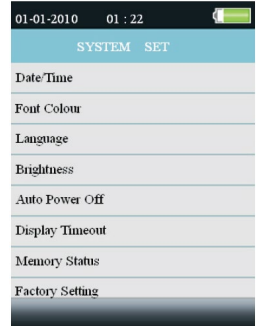 01-01-2010 01 : 22
SYSTEM SET
Date/Time
Font Colour
Language
Brightness
Auto Power Off
Display Timeout
Memory Status
Factory Setting